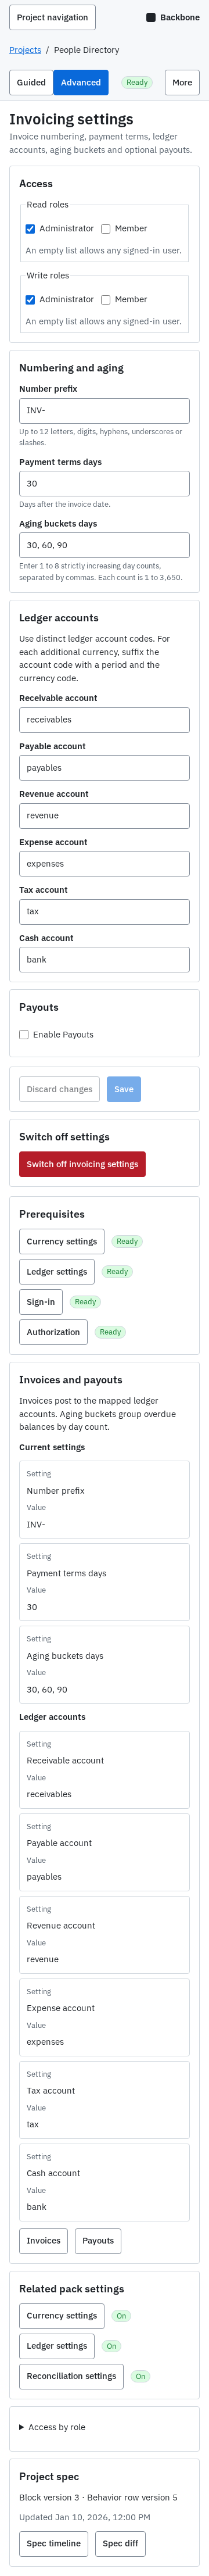 Project navigation
Backbone
Projects / People Directory
Guided
Advanced
Ready
More
Invoicing settings
Invoice numbering, payment terms, ledger
accounts, aging buckets and optional payouts.
Access
Read roles
Administrator
Member
An empty list allows any signed-in user.
Write roles
Administrator
Member
An empty list allows any signed-in user.
Numbering and aging
Number prefix
INV-
Up to 12 letters, digits, hyphens, underscores or
slashes.
Payment terms days
30
Days after the invoice date.
Aging buckets days
30, 60, 90
Enter 1 to 8 strictly increasing day counts,
separated by commas. Each count is 1 to 3,650.
Ledger accounts
Use distinct ledger account codes. For
each additional currency, suffix the
account code with a period and the
currency code.
Receivable account
receivables
Payable account
payables
Revenue account
revenue
Expense account
expenses
Tax account
tax
Cash account
bank
Payouts
Enable Payouts
Discard changes
Save
Switch off settings
Switch off invoicing settings
Prerequisites
Currency settings
Ready
Ledger settings
Ready
Sign-in
Ready
Authorization
Ready
Invoices and payouts
Invoices post to the mapped ledger
accounts. Aging buckets group overdue
balances by day count.
Current settings
Setting
Number prefix
Value
INV-
Setting
Payment terms days
Value
30
Setting
Aging buckets days
Value
30, 60, 90
Ledger accounts
Setting
Receivable account
Value
receivables
Setting
Payable account
Value
payables
Setting
Revenue account
Value
revenue
Setting
Expense account
Value
expenses
Setting
Tax account
Value
tax
Setting
Cash account
Value
bank
Invoices
Payouts
Related pack settings
Currency settings
On
Ledger settings
On
Reconciliation settings
On
Access by role
Project spec
Block version 3 · Behavior row version 5
Updated Jan 10, 2026, 12:00 PM
Spec timeline
Spec diff